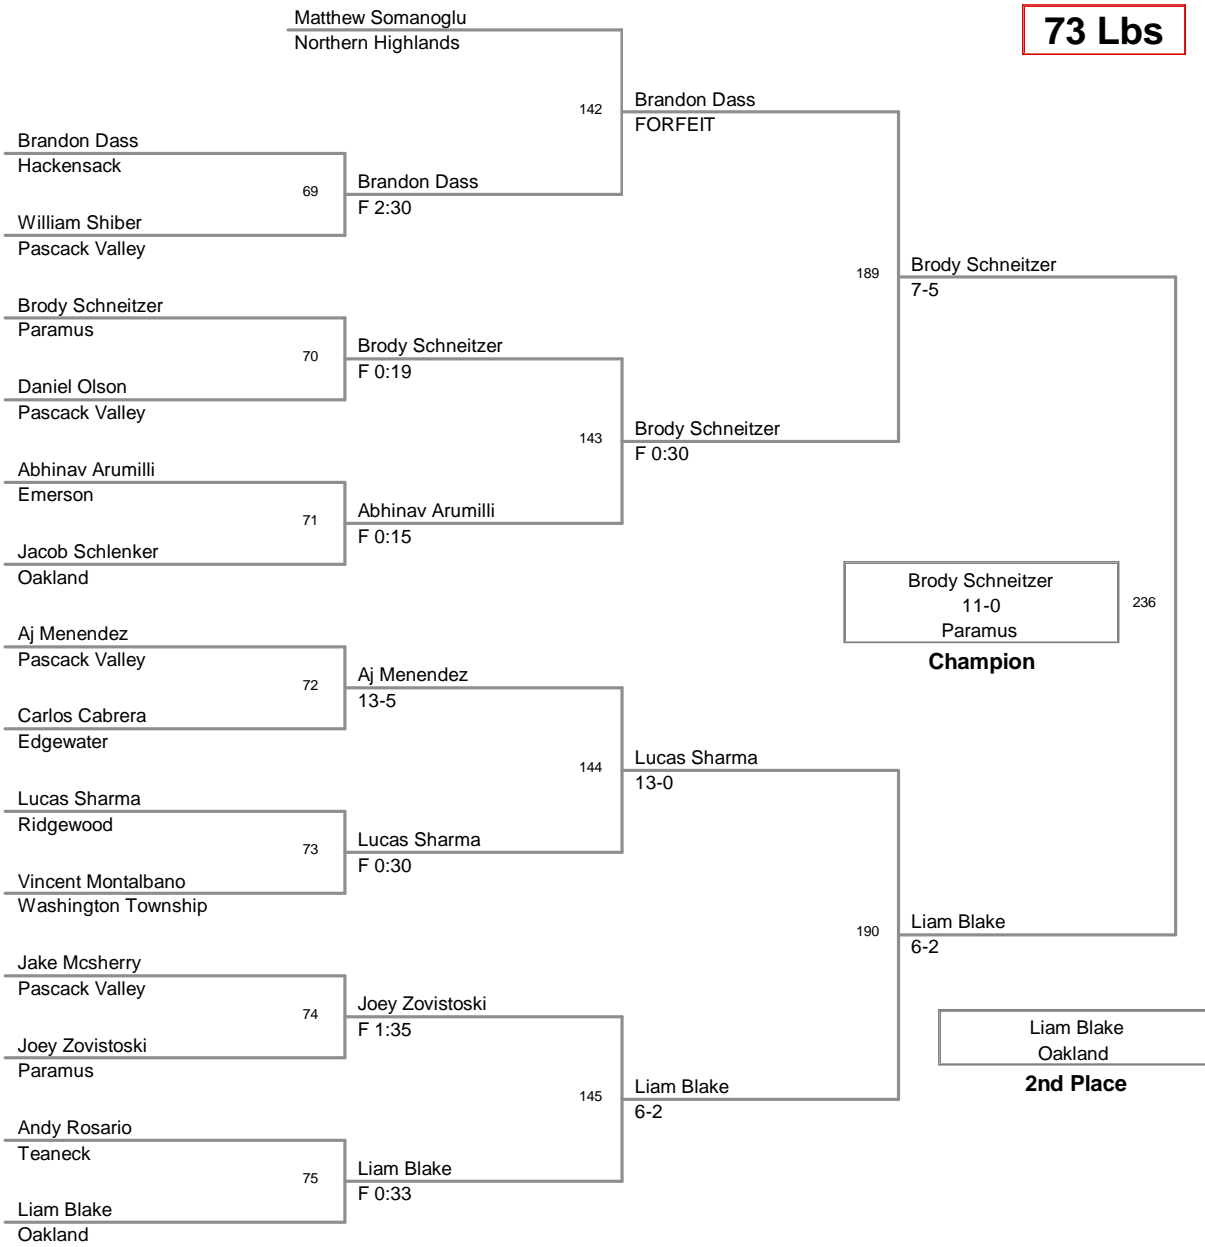 Matthew Somanoglu
Northern Highlands
73 Lbs
142
Brandon Dass
FORFEIT
Brandon Dass
Hackensack
69
Brandon Dass
F 2:30
William Shiber
Pascack Valley
189
Brody Schneitzer
7-5
Brody Schneitzer
Paramus
70
Brody Schneitzer
F 0:19
Daniel Olson
Pascack Valley
143
Brody Schneitzer
F 0:30
Abhinav Arumilli
Emerson
71
Abhinav Arumilli
F 0:15
Jacob Schlenker
Oakland
Brody Schneitzer
11-0
Paramus
Champion
236
Aj Menendez
Pascack Valley
72
Aj Menendez
13-5
Carlos Cabrera
Edgewater
144
Lucas Sharma
13-0
Lucas Sharma
Ridgewood
73
Lucas Sharma
F 0:30
Vincent Montalbano
Washington Township
190
Liam Blake
6-2
Jake Mcsherry
Pascack Valley
74
Joey Zovistoski
F 1:35
Joey Zovistoski
Paramus
Liam Blake
Oakland
2nd Place
145
Liam Blake
6-2
Andy Rosario
Teaneck
75
Liam Blake
F 0:33
Liam Blake
Oakland